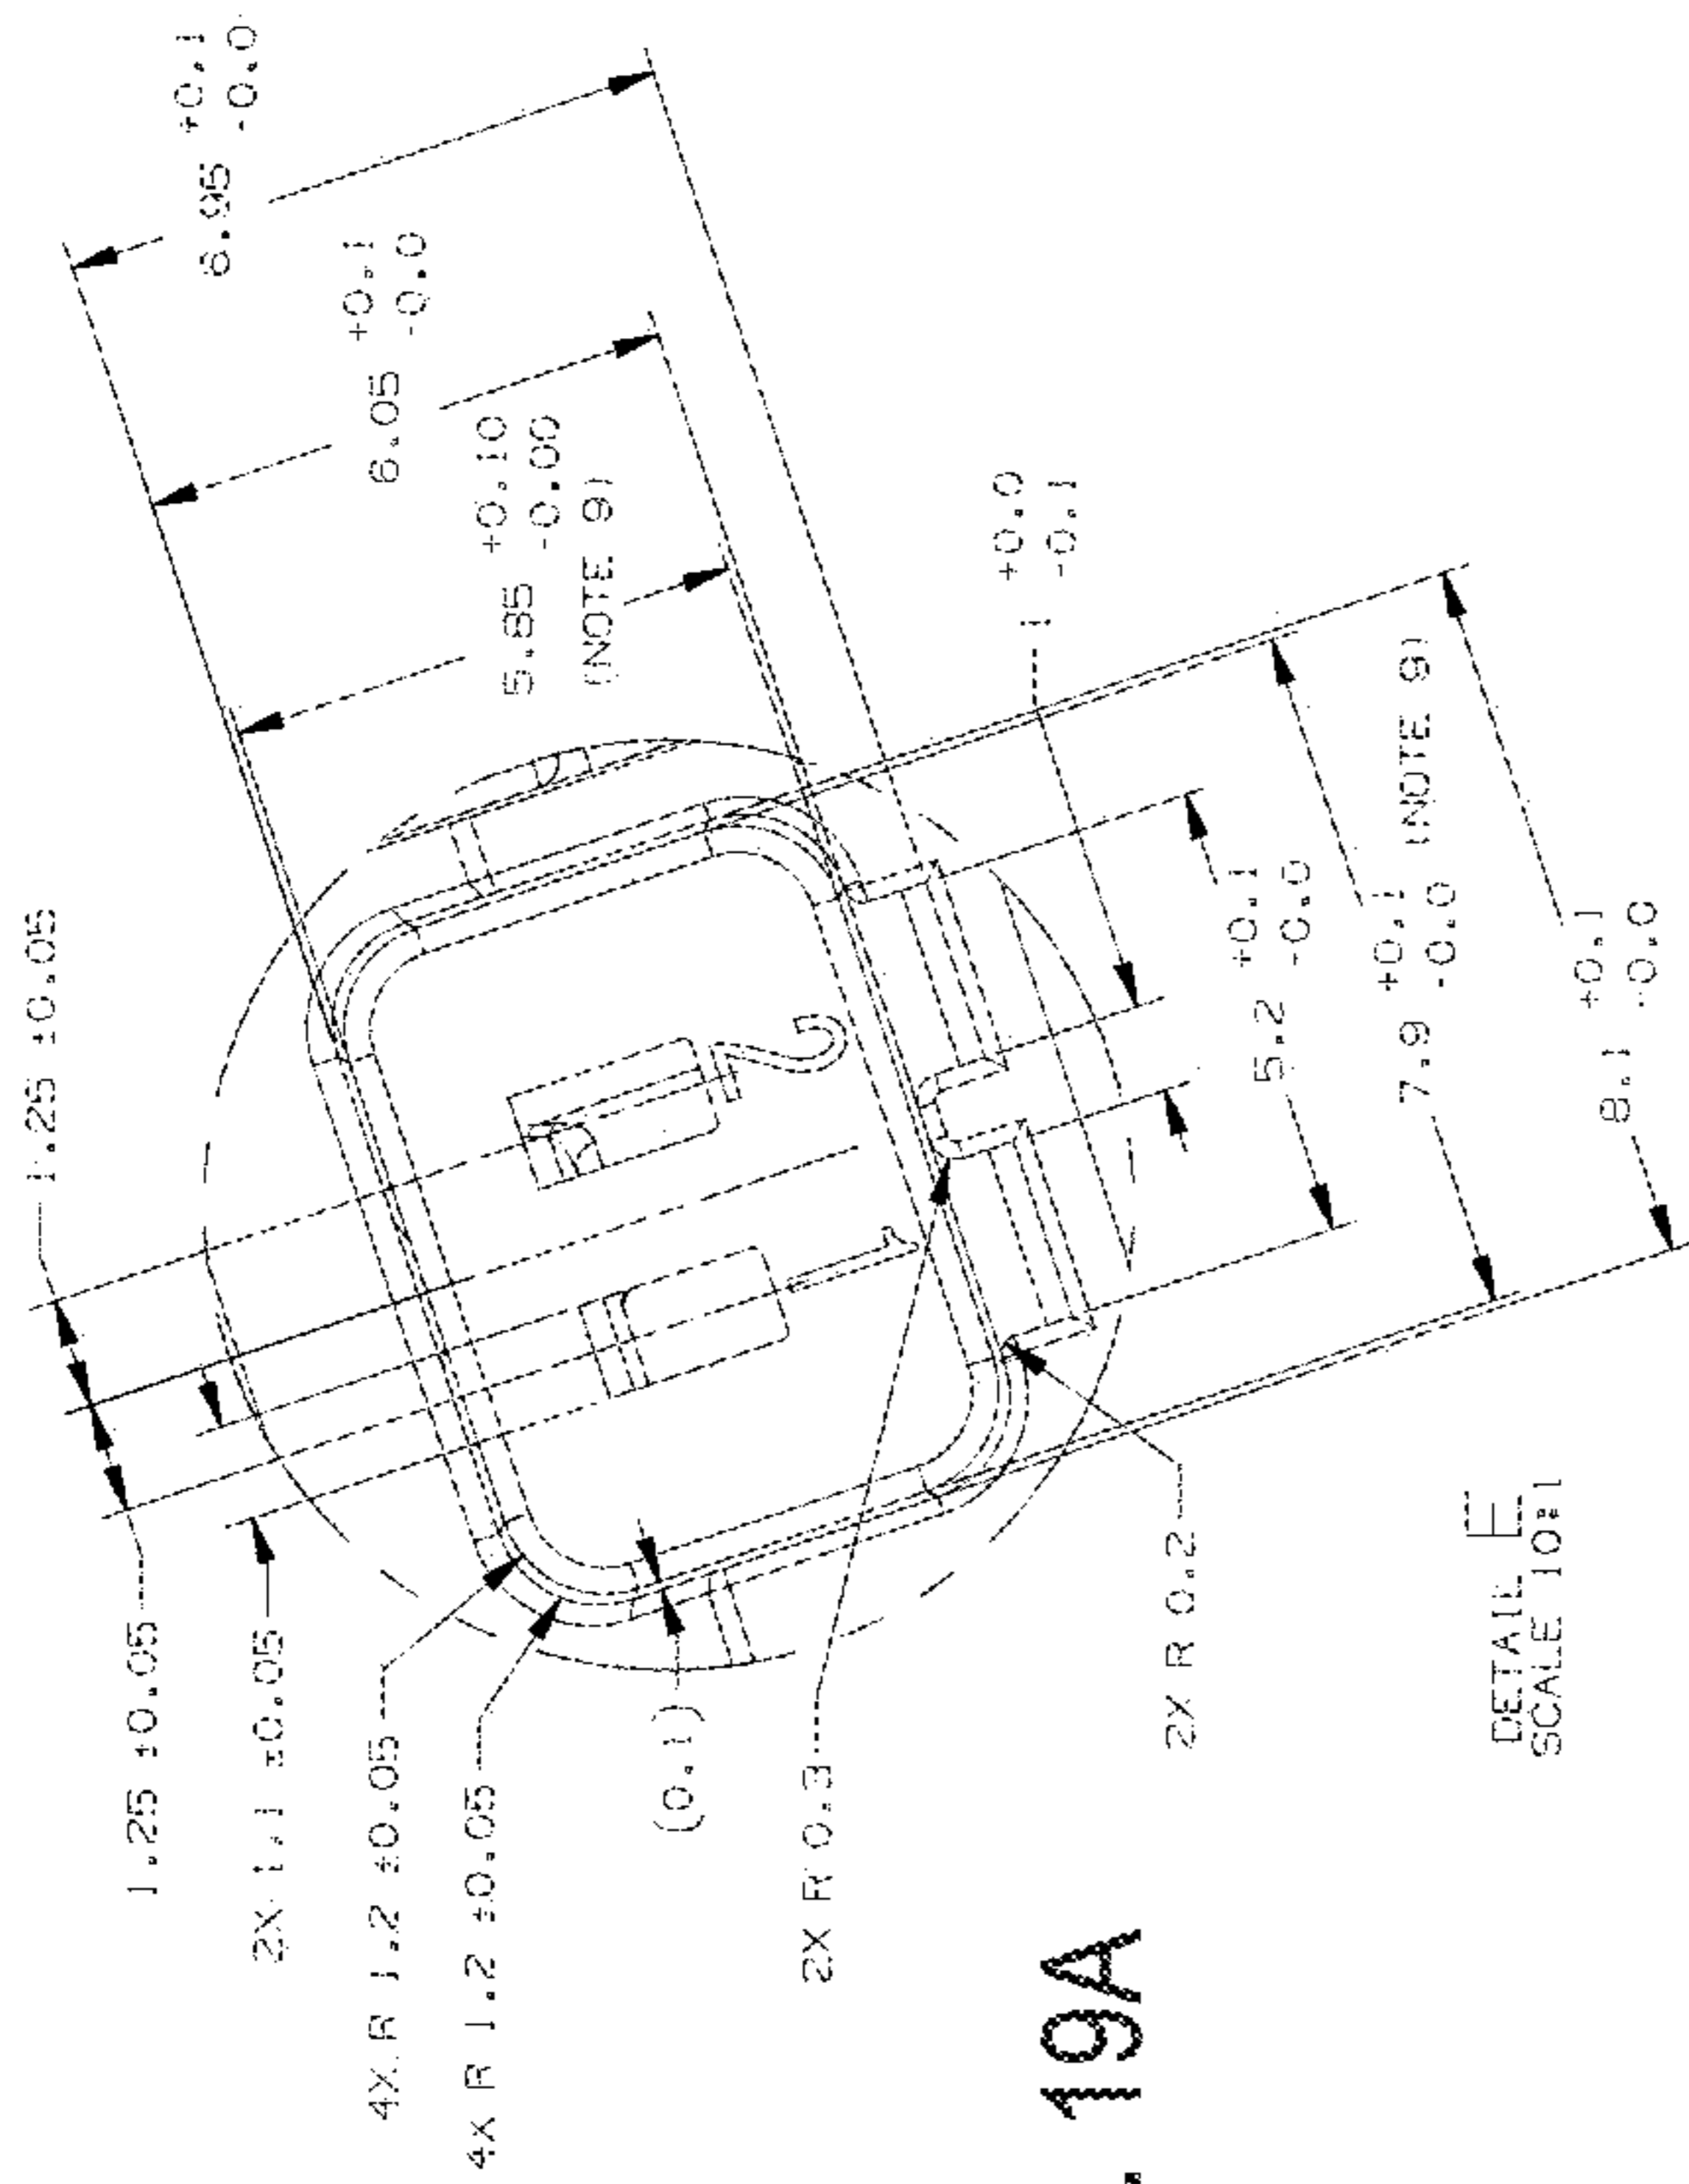 1.25 ±0.05
1.25 ±0.05
2X 1.1 ±0.05
4X R 1.2 ±0.05
4X R 1.2 ±0.05
(0.1)
2X R 0.3
2X R 0.2
6.95 +0.1
-0.0
6.05 +0.1
-0.0
5.85 +0.10
-0.00
(NOTE 9)
1 +0.0
-0.1
5.2 +0.1
-0.0
7.9 +0.1
-0.0 (NOTE 9)
8.1 +0.1
-0.0
2
1
DETAIL E
SCALE 10:1
. 19A